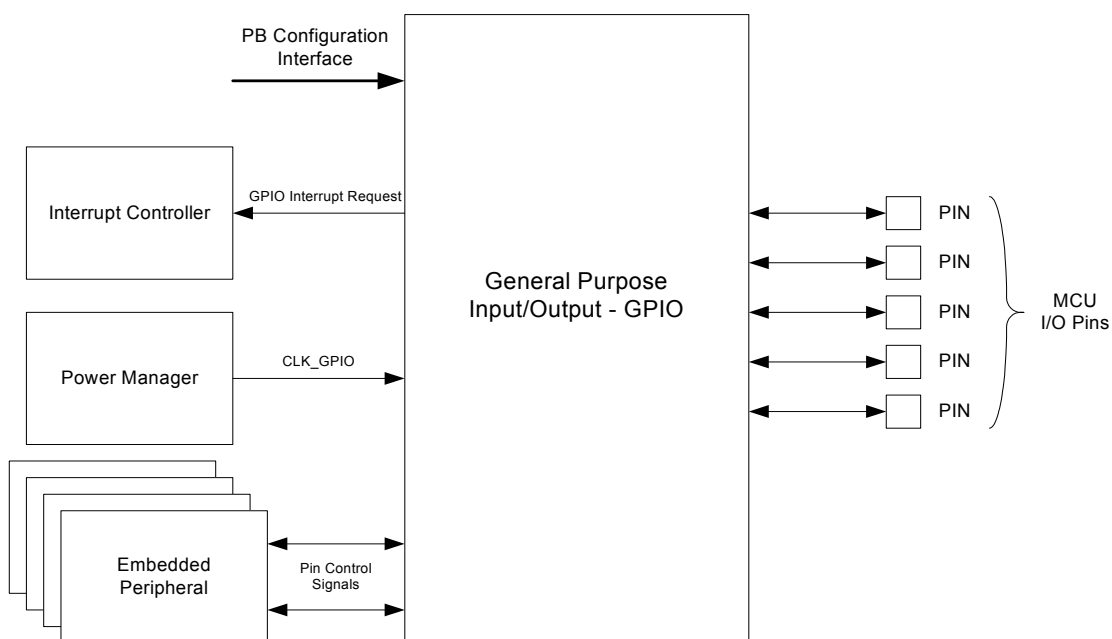 PB Configuration
Interface
Interrupt Controller
GPIO Interrupt Request
General Purpose
Input/Output - GPIO
Power Manager
CLK_GPIO
Embedded
Peripheral
Pin Control
Signals
PIN
PIN
PIN
PIN
PIN
MCU
I/O Pins